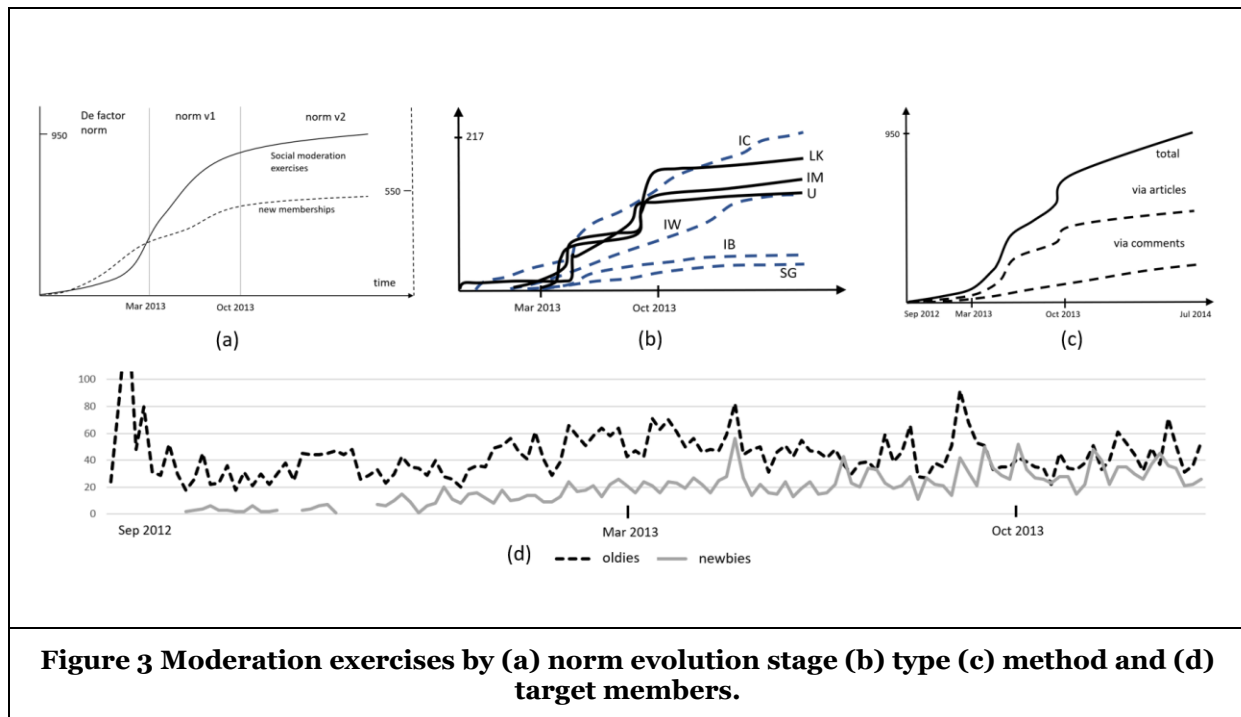 De factor
norm
norm v1
norm v2
950
Social moderation
exercises
550
new memberships
time
Mar 2013
Oct 2013
(a)
217
IC
LK
IM
U
IW
IB
SG
Mar 2013
Oct 2013
(b)
950
total
via articles
via comments
Sep 2012
Mar 2013
Oct 2013
Jul 2014
(c)
100
80
60
40
20
0
Sep 2012
Mar 2013
Oct 2013
(d)
oldies
newbies
Figure 3 Moderation exercises by (a) norm evolution stage (b) type (c) method and (d)
target members.